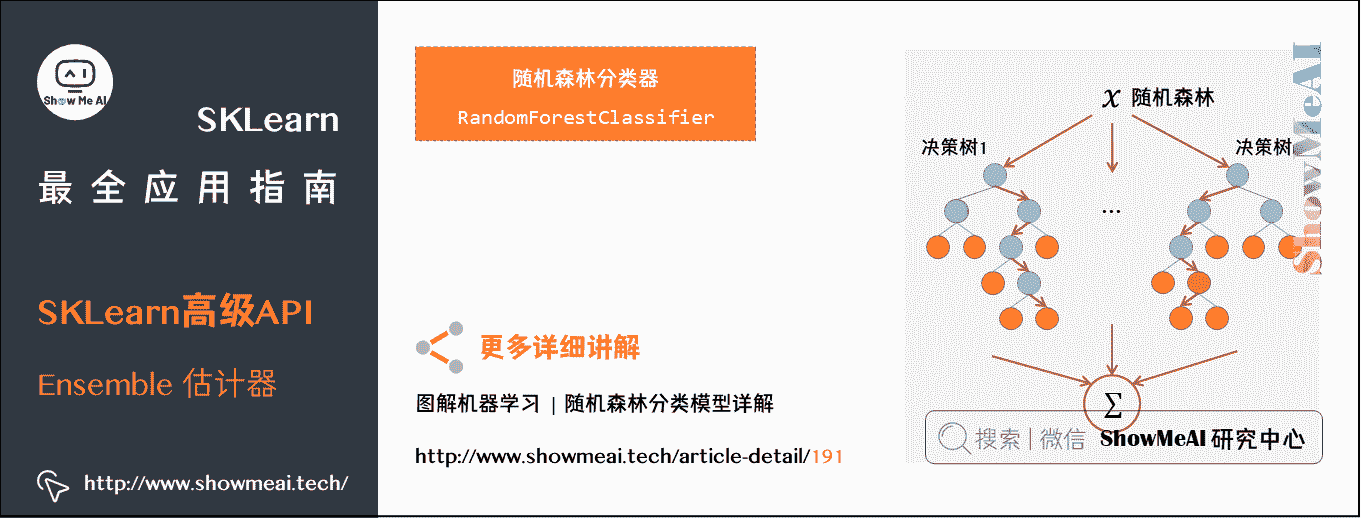 Show Me AI
SKLearn
最全应用指南
SKLearn高级API
Ensemble 估计器
http://www.showmeai.tech/
随机森林分类器
RandomForestClassifier
更多详细讲解
图解机器学习 | 随机森林分类模型详解
http://www.showmeai.tech/article-detail/191
x 随机森林
决策树1
决策树
...
Σ
搜索 | 微信 ShowMeAI 研究中心
ShowMeAI